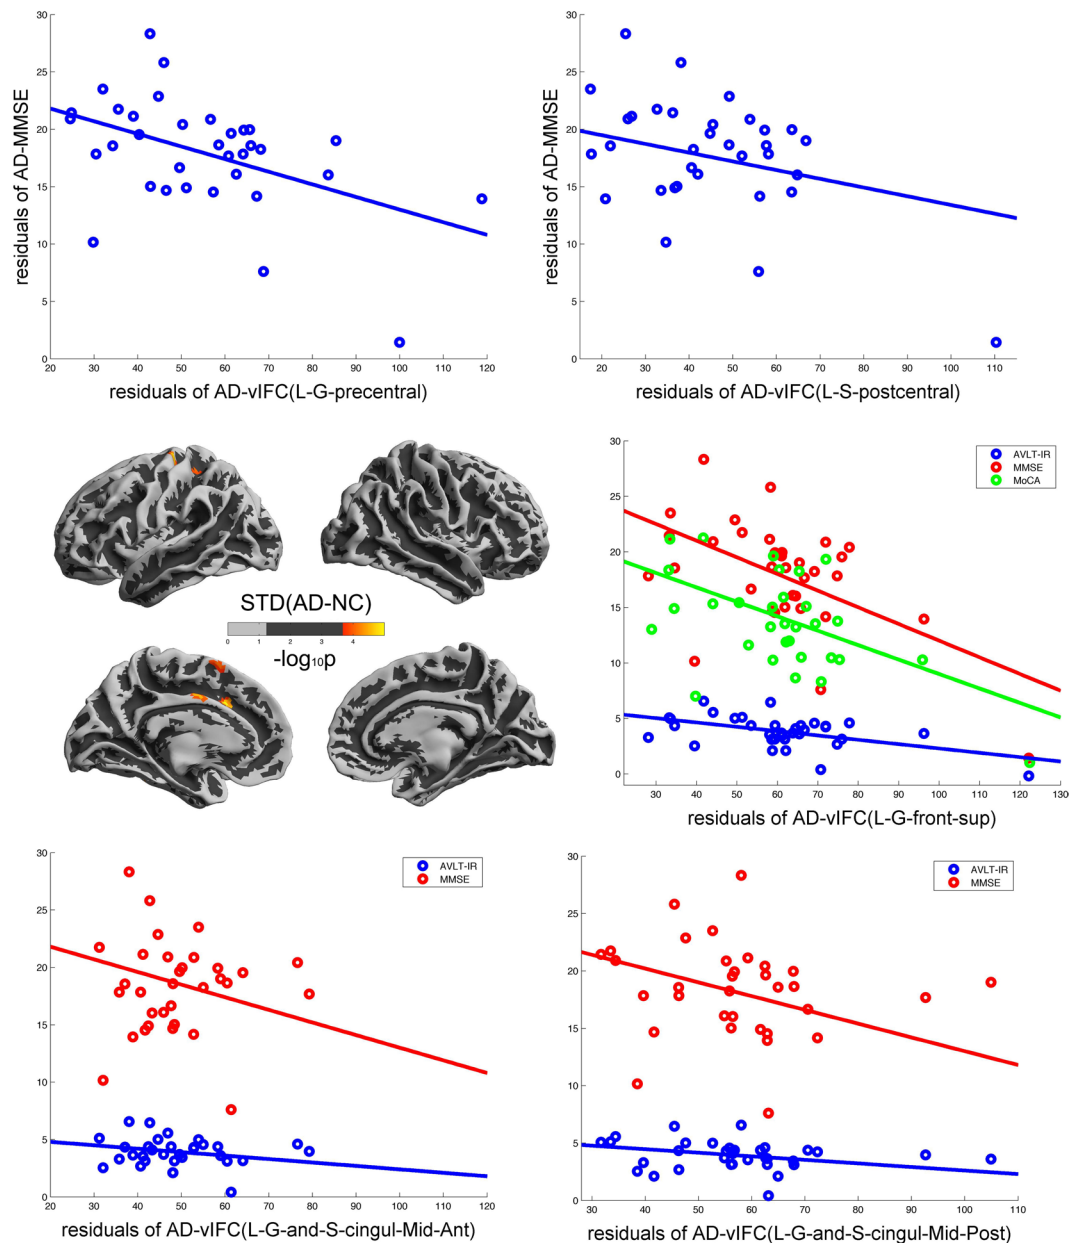 residuals of AD-MMSE
30
25
20
15
10
5
0
20 30 40 50 60 70 80 90 100 110 120
residuals of AD-vIFC(L-G-precentral)
residuals of AD-MMSE
30
25
20
15
10
5
0
20 30 40 50 60 70 80 90 100 110
residuals of AD-vIFC(L-S-postcentral)
STD(AD-NC)
0 1 2 3 4 5
-log10p
30
25
20
15
10
5
0
AVLT-IR
MMSE
MoCA
30 40 50 60 70 80 90 100 110 120 130
residuals of AD-vIFC(L-G-front-sup)
30
25
20
15
10
5
0
AVLT-IR
MMSE
20 30 40 50 60 70 80 90 100 110 120
residuals of AD-vIFC(L-G-and-S-cingul-Mid-Ant)
30
25
20
15
10
5
0
AVLT-IR
MMSE
30 40 50 60 70 80 90 100 110
residuals of AD-vIFC(L-G-and-S-cingul-Mid-Post)